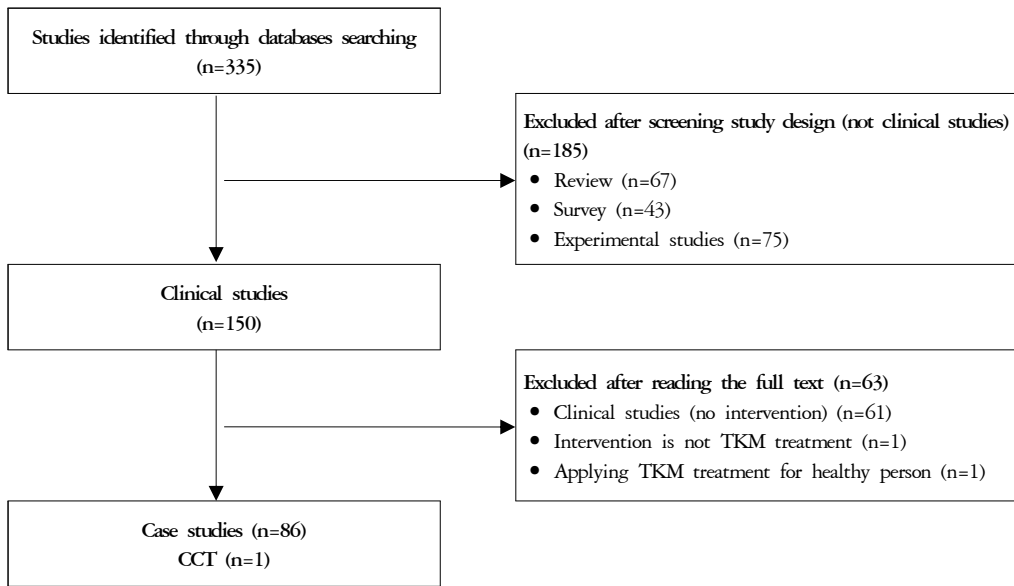 Studies identified through databases searching
(n=335)
Excluded after screening study design (not clinical studies)
(n=185)
• Review (n=67)
• Survey (n=43)
• Experimental studies (n=75)
Clinical studies
(n=150)
Excluded after reading the full text (n=63)
• Clinical studies (no intervention) (n=61)
• Intervention is not TKM treatment (n=1)
• Applying TKM treatment for healthy person (n=1)
Case studies (n=86)
CCT (n=1)